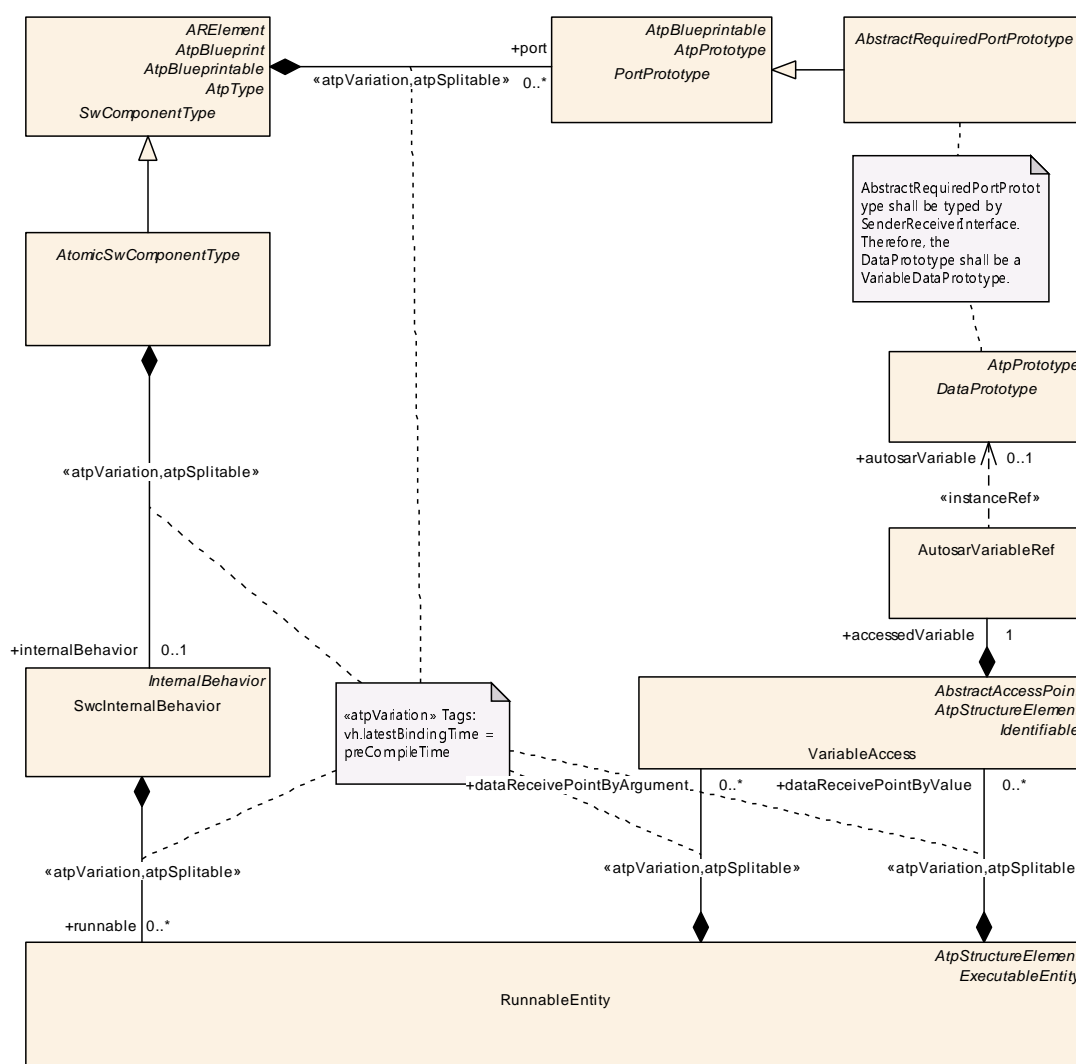 ARElement
AtpBlueprint
AtpBlueprintable
AtpType
SwComponentType
+port
«atpVariation,atpSplitable»
0..*
AtpBlueprintable
AtpPrototype
PortPrototype
AbstractRequiredPortPrototype
AbstractRequiredPortProtot
ype shall be typed by
SenderReceiverInterface.
Therefore, the
DataPrototype shall be a
VariableDataPrototype.
AtomicSwComponentType
AtpPrototype
DataPrototype
+autosarVariable
0..1
«instanceRef»
«atpVariation,atpSplitable»
AutosarVariableRef
+accessedVariable
1
+internalBehavior
0..1
InternalBehavior
SwcInternalBehavior
«atpVariation» Tags:
vh.latestBindingTime =
preCompileTime
AbstractAccessPoin
AtpStructureElemen
Identifiable
VariableAccess
+dataReceivePointByArgument
0..*
+dataReceivePointByValue
0..*
«atpVariation,atpSplitable»
«atpVariation,atpSplitable»
«atpVariation,atpSplitable
+runnable
0..*
AtpStructureElemen
ExecutableEntity
RunnableEntity